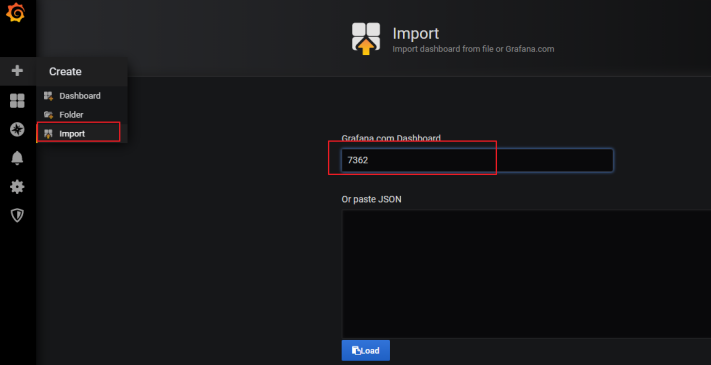 Import
Import dashboard from file or Grafana.com
Create
Dashboard
Folder
Import
Grafana.com Dashboard
7362
Or paste JSON
Load